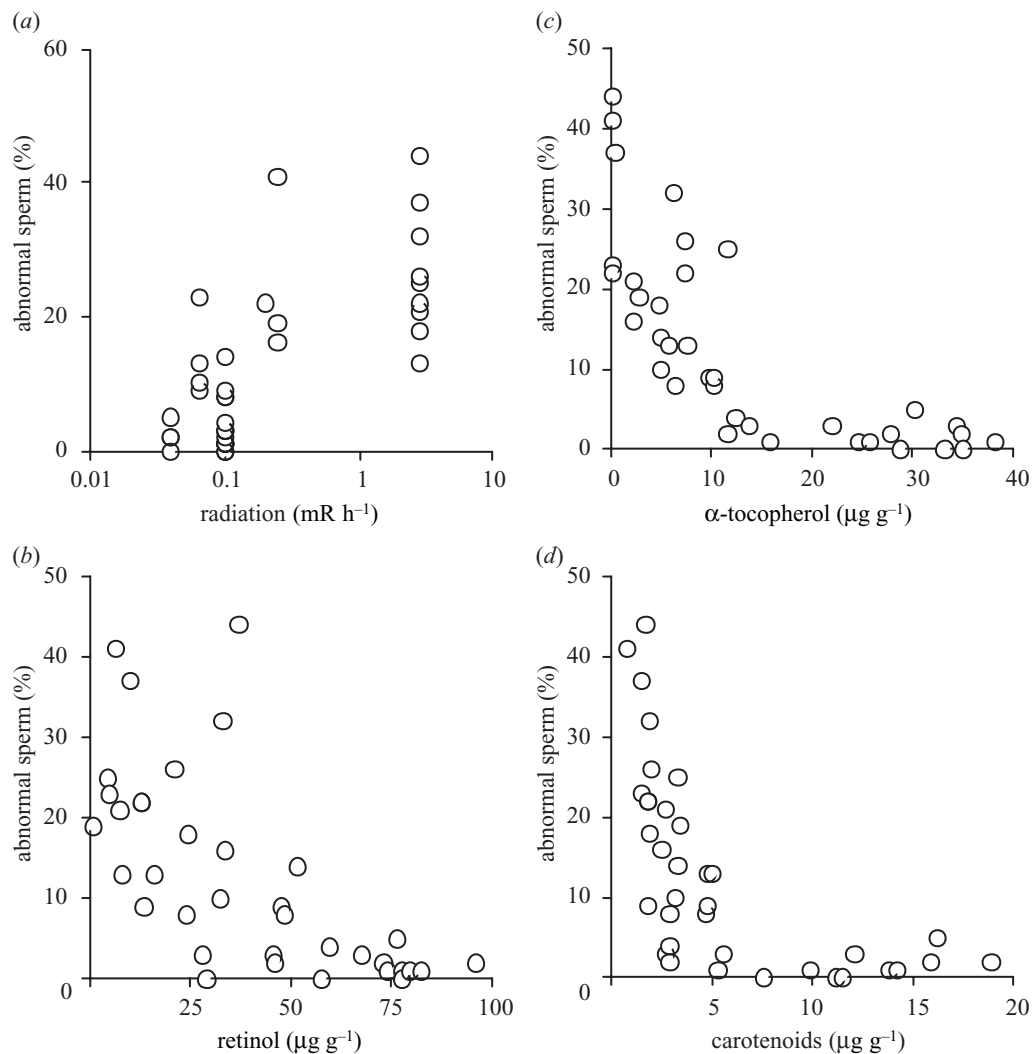 (a)
60
40
20
0
abnormal sperm (%)
0.01 0.1 1 10
radiation (mR h⁻¹)
(c)
50
40
30
20
10
0
abnormal sperm (%)
0 10 20 30 40
α-tocopherol (µg g⁻¹)
(b)
50
40
30
20
10
0
abnormal sperm (%)
25 50 75 100
retinol (µg g⁻¹)
(d)
50
40
30
20
10
0
abnormal sperm (%)
5 10 15 20
carotenoids (µg g⁻¹)